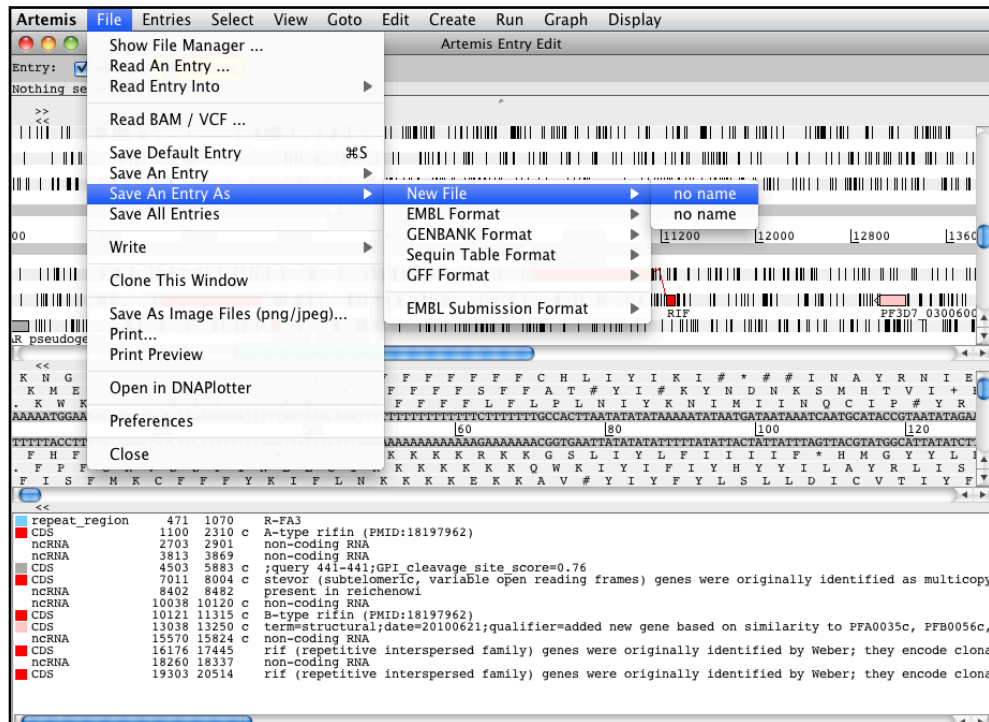 Artemis File Entries Select View Goto Edit Create Run Graph Display
Artemis Entry Edit
Entry:
Nothing se
Show File Manager ...
Read An Entry ...
Read Entry Into
Read BAM / VCF ...
Save Default Entry ⌘S
Save An Entry
Save An Entry As
Save All Entries
Write
Clone This Window
Save As Image Files (png/jpeg)...
Print...
Print Preview
Open in DNAPlotter
Preferences
Close
New File
EMBL Format
GENBANK Format
Sequin Table Format
GFF Format
EMBL Submission Format
no name
no name
>>
<<
00 11200 12000 12800 1360
RIF PF3D7_0300600
AR pseudoge
<<
K N G F F F F F F C H L I Y I K I # * # # I N A Y R N I E
K M E F F F F S F F A T # Y I # K Y N D N K S M H T V I +
. K W K F F F F L F L P L N I Y K N I M I I N Q C I P # Y R
60 80 100 120
F H F K K K K R K K G S L I Y L F I I I I F * H M G Y Y L
<<
repeat_region 471 1070 R-FA3
CDS 1100 2310 c A-type rifin (PMID:18197962)
ncRNA 2703 2901 non-coding RNA
ncRNA 3813 3869 non-coding RNA
CDS 4503 5883 c ;query 441-441;GPI_cleavage_site_score=0.76
CDS 7011 8004 c stevor (subtelomeric, variable open reading frames) genes were originally identified as multicopy
ncRNA 8402 8482 present in reichenowi
ncRNA 10038 10120 c non-coding RNA
CDS 10121 11315 c B-type rifin (PMID:18197962)
CDS 13038 13250 c term=structural;date=20100621;qualifier=added new gene based on similarity to PFA0035c, PFB0056c,
ncRNA 15570 15824 c non-coding RNA
CDS 16176 17445 rif (repetitive interspersed family) genes were originally identified by Weber; they encode clona
ncRNA 18260 18337 non-coding RNA
CDS 19303 20514 rif (repetitive interspersed family) genes were originally identified by Weber; they encode clona